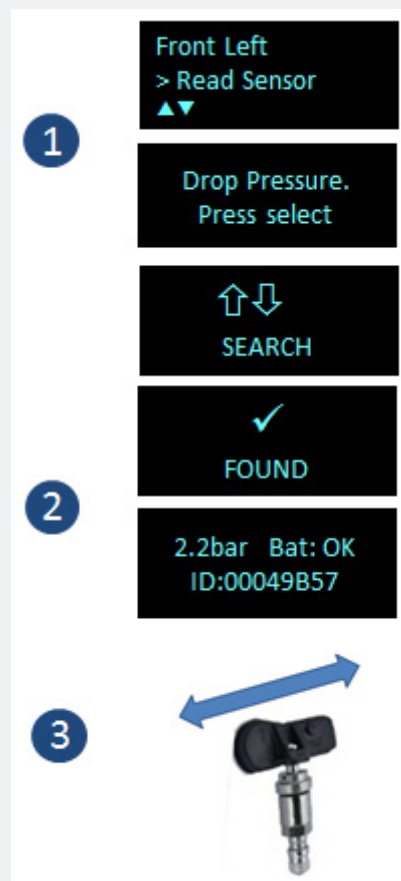 Front Left
> Read Sensor
▲▼
1
Drop Pressure.
Press select
SEARCH
FOUND
2
2.2bar Bat: OK
ID:00049B57
3